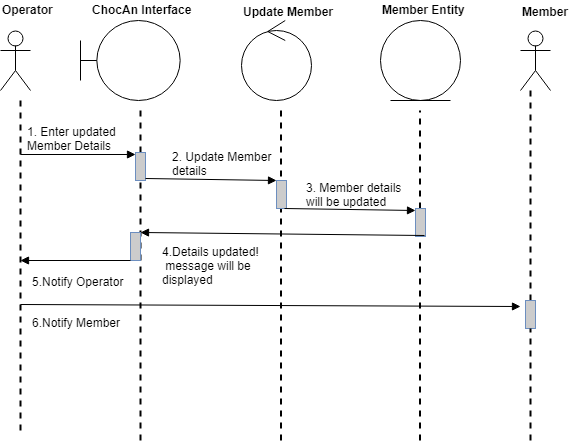 Operator
ChocAn Interface
Update Member
Member Entity
Member
1. Enter updated
Member Details
2. Update Member
details
3. Member details
will be updated
4.Details updated!
message will be
displayed
5.Notify Operator
6.Notify Member